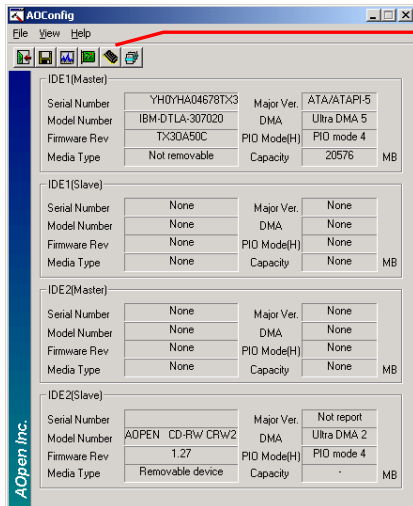 AOConfig
File View Help
IDE1(Master)
Serial Number YH0YHA04678TX3 Major Ver. ATA/ATAPI-5
Model Number IBM-DTLA-307020 DMA Ultra DMA 5
Firmware Rev TX3OA50C PIO Mode(H) PIO mode 4
Media Type Not removable Capacity 20576 MB
IDE1(Slave)
Serial Number None Major Ver. None
Model Number None DMA None
Firmware Rev None PIO Mode(H) None
Media Type None Capacity None MB
IDE2(Master)
Serial Number None Major Ver. None
Model Number None DMA None
Firmware Rev None PIO Mode(H) None
Media Type None Capacity None MB
IDE2(Slave)
Serial Number Major Ver. Not report
Model Number AOPEN CD-RW CRW2 DMA Ultra DMA 2
Firmware Rev 1.27 PIO Mode(H) PIO mode 4
Media Type Removable device Capacity - MB
AOpen Inc.